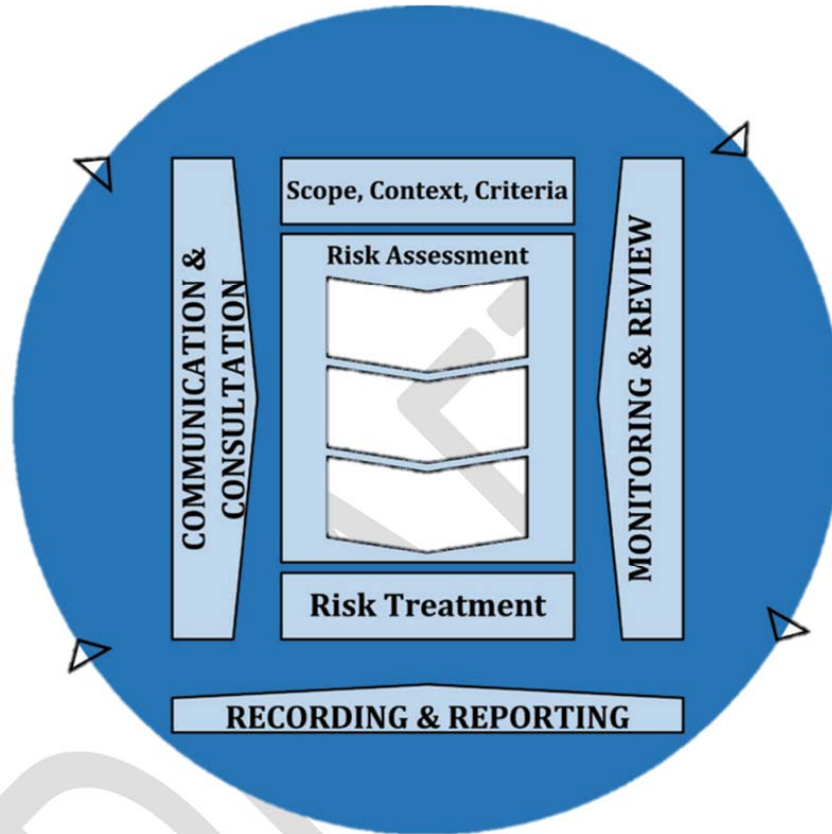 Scope, Context, Criteria
Risk Assessment
Risk Treatment
COMMUNICATION &
CONSULTATION
MONITORING & REVIEW
RECORDING & REPORTING